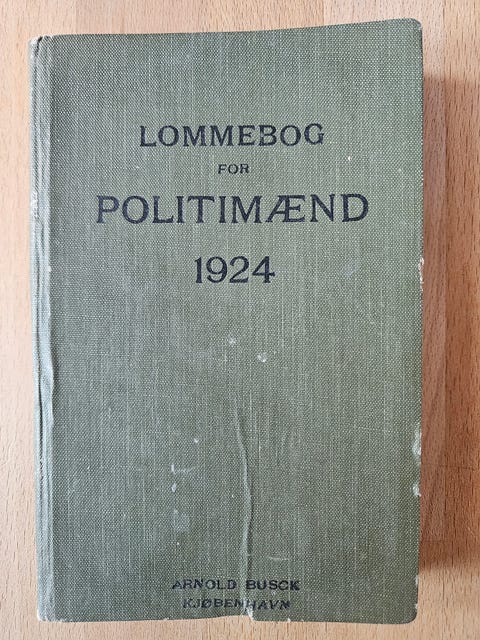 LOMMEBOG
FOR
POLITIMÆND
1924
ARNOLD BUSCK
KJØBENHAVN